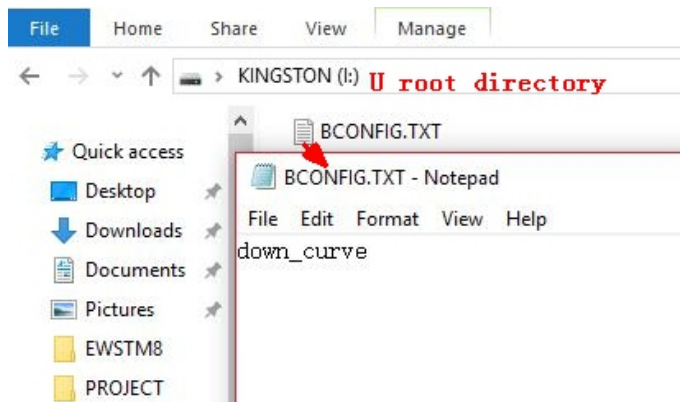 File Home Share View Manage
KINGSTON (I:) U root directory
BCONFIG.TXT
Quick access
BCONFIG.TXT - Notepad
Desktop
File Edit Format View Help
Downloads
down_curve
Documents
Pictures
EWSTM8
PROJECT